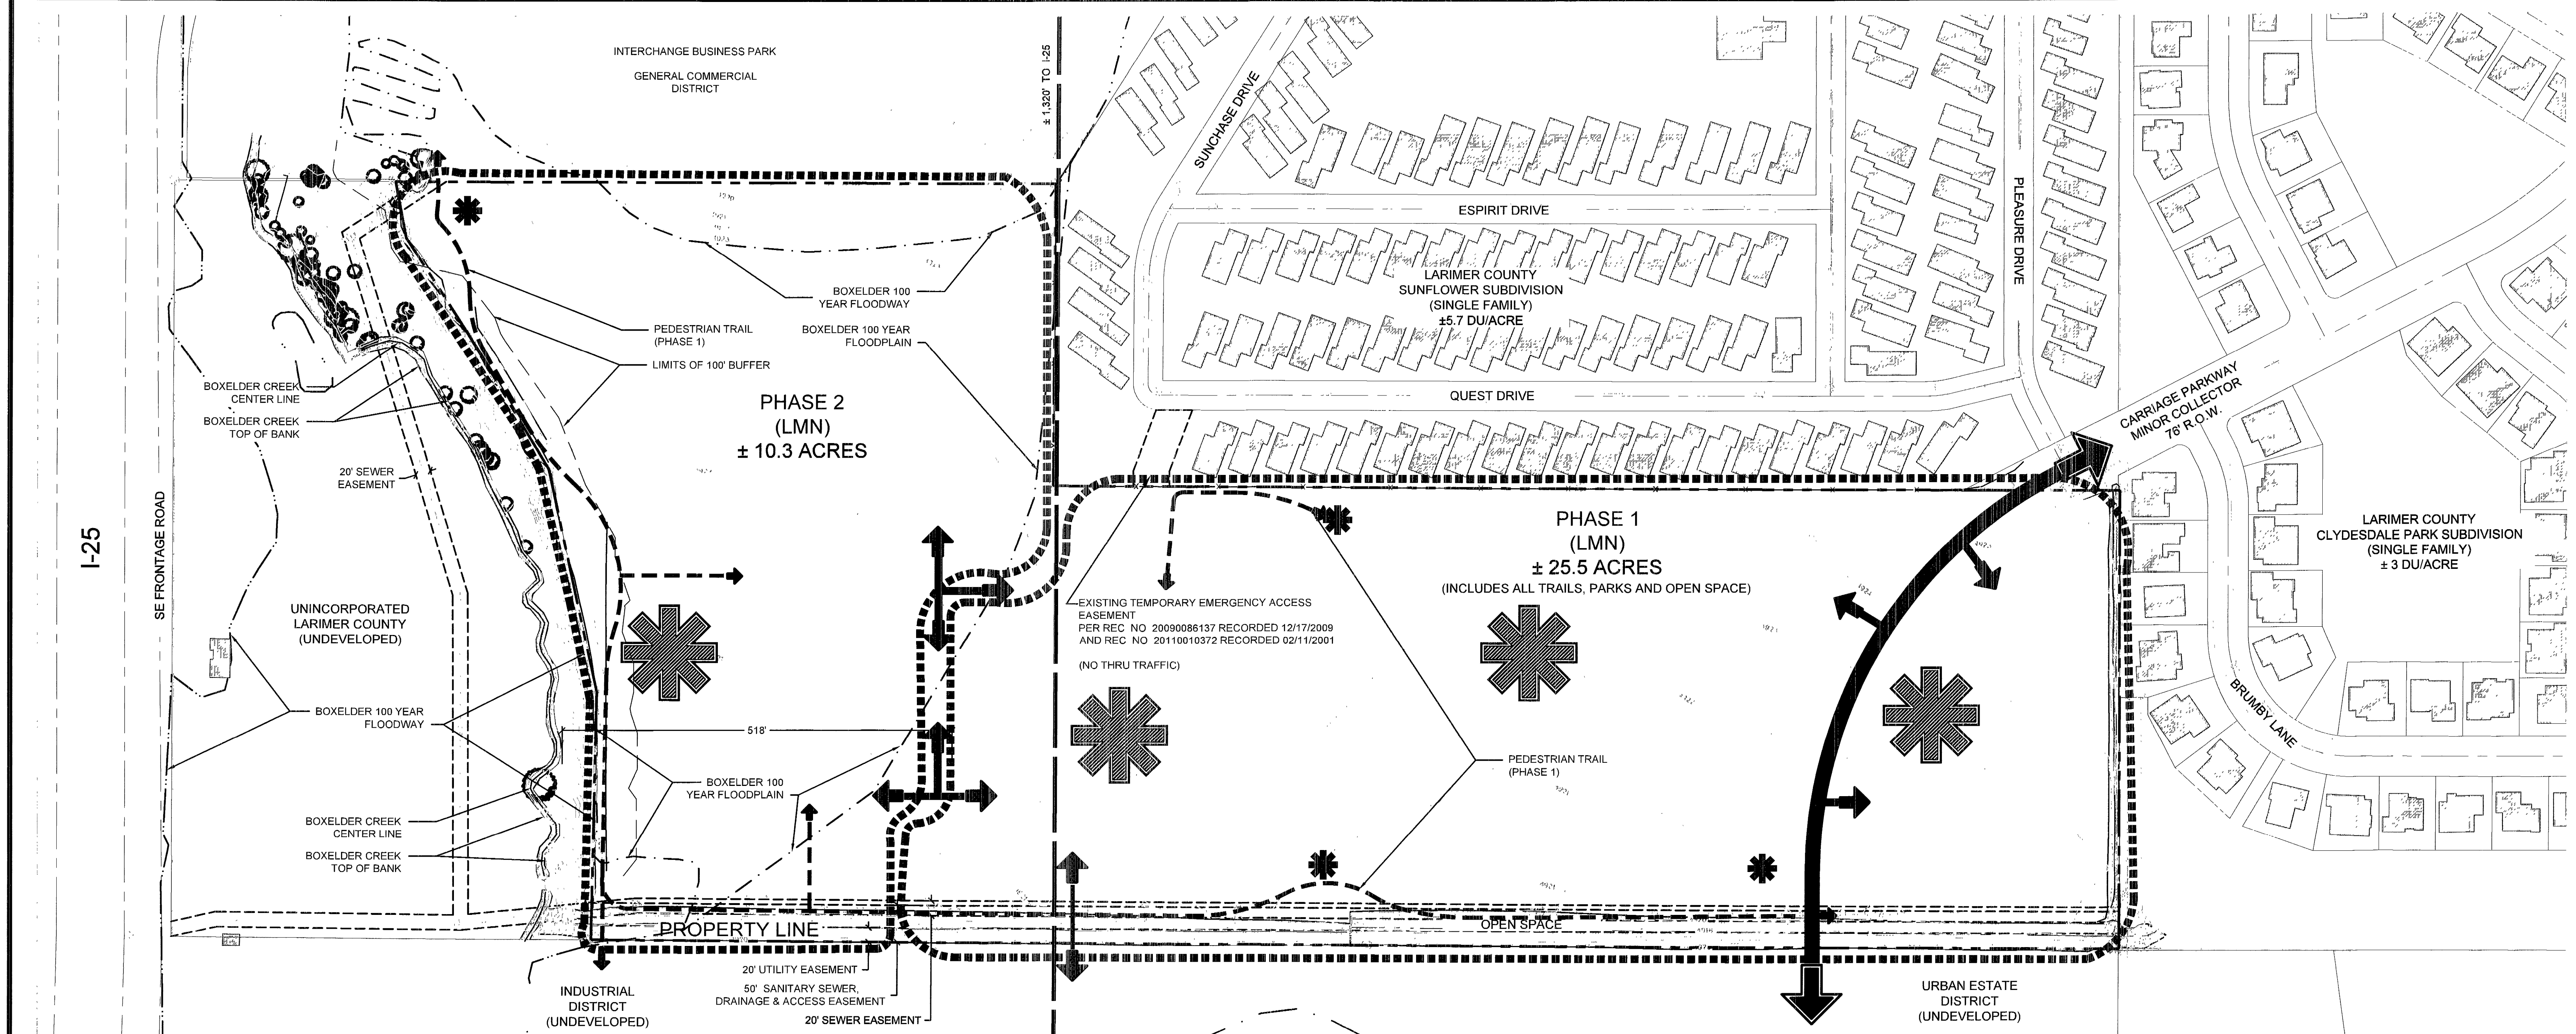 INTERCHANGE BUSINESS PARK
GENERAL COMMERCIAL
DISTRICT
± 1,320' TO I-25
SUNCHASE DRIVE
ESPIRIT DRIVE
PLEASURE DRIVE
LARIMER COUNTY
SUNFLOWER SUBDIVISION
(SINGLE FAMILY)
±5.7 DU/ACRE
QUEST DRIVE
CARRIAGE PARKWAY
MINOR COLLECTOR
76' R.O.W.
BOXELDER 100
YEAR FLOODWAY
PEDESTRIAN TRAIL
(PHASE 1)
BOXELDER 100 YEAR
FLOODPLAIN
LIMITS OF 100' BUFFER
BOXELDER CREEK
CENTER LINE
BOXELDER CREEK
TOP OF BANK
PHASE 2
(LMN)
± 10.3 ACRES
20' SEWER
EASEMENT
I-25
SE FRONTAGE ROAD
PHASE 1
(LMN)
± 25.5 ACRES
(INCLUDES ALL TRAILS, PARKS AND OPEN SPACE)
LARIMER COUNTY
CLYDESDALE PARK SUBDIVISION
(SINGLE FAMILY)
± 3 DU/ACRE
UNINCORPORATED
LARIMER COUNTY
(UNDEVELOPED)
EXISTING TEMPORARY EMERGENCY ACCESS
EASEMENT
PER REC NO 20090086137 RECORDED 12/17/2009
AND REC NO 20110010372 RECORDED 02/11/2001
(NO THRU TRAFFIC)
BRUMBY LANE
BOXELDER 100 YEAR
FLOODWAY
518'
PEDESTRIAN TRAIL
(PHASE 1)
BOXELDER 100
YEAR FLOODPLAIN
BOXELDER CREEK
CENTER LINE
BOXELDER CREEK
TOP OF BANK
PROPERTY LINE
OPEN SPACE
20' UTILITY EASEMENT
50' SANITARY SEWER,
DRAINAGE & ACCESS EASEMENT
20' SEWER EASEMENT
INDUSTRIAL
DISTRICT
(UNDEVELOPED)
URBAN ESTATE
DISTRICT
(UNDEVELOPED)